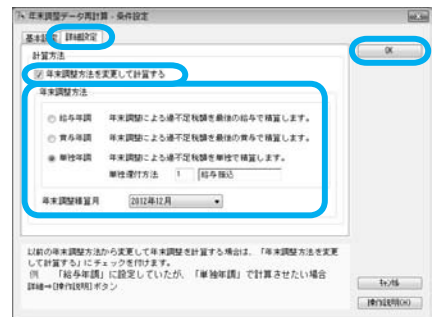 年末調整データ再計算 - 条件設定
基本設定 詳細設定
計算方法
年末調整方法を変更して計算する
年末調整方法
給与年調 年末調整による過不足税額を最後の給与で精算します。
賞与年調 年末調整による過不足税額を最後の賞与で精算します。
単独年調 年末調整による過不足税額を単独で精算します。
単独還付方法 1 給与振込
年末調整精算月 2012年12月
以前の年末調整方法から変更して年末調整を計算する場合は、「年末調整方法を変更
して計算する」にチェックを付けます。
例 「給与年調」に設定していたが、「単独年調」で計算させたい場合
詳細→[操作説明]ボタン
OK
キャンセル
操作説明(H)